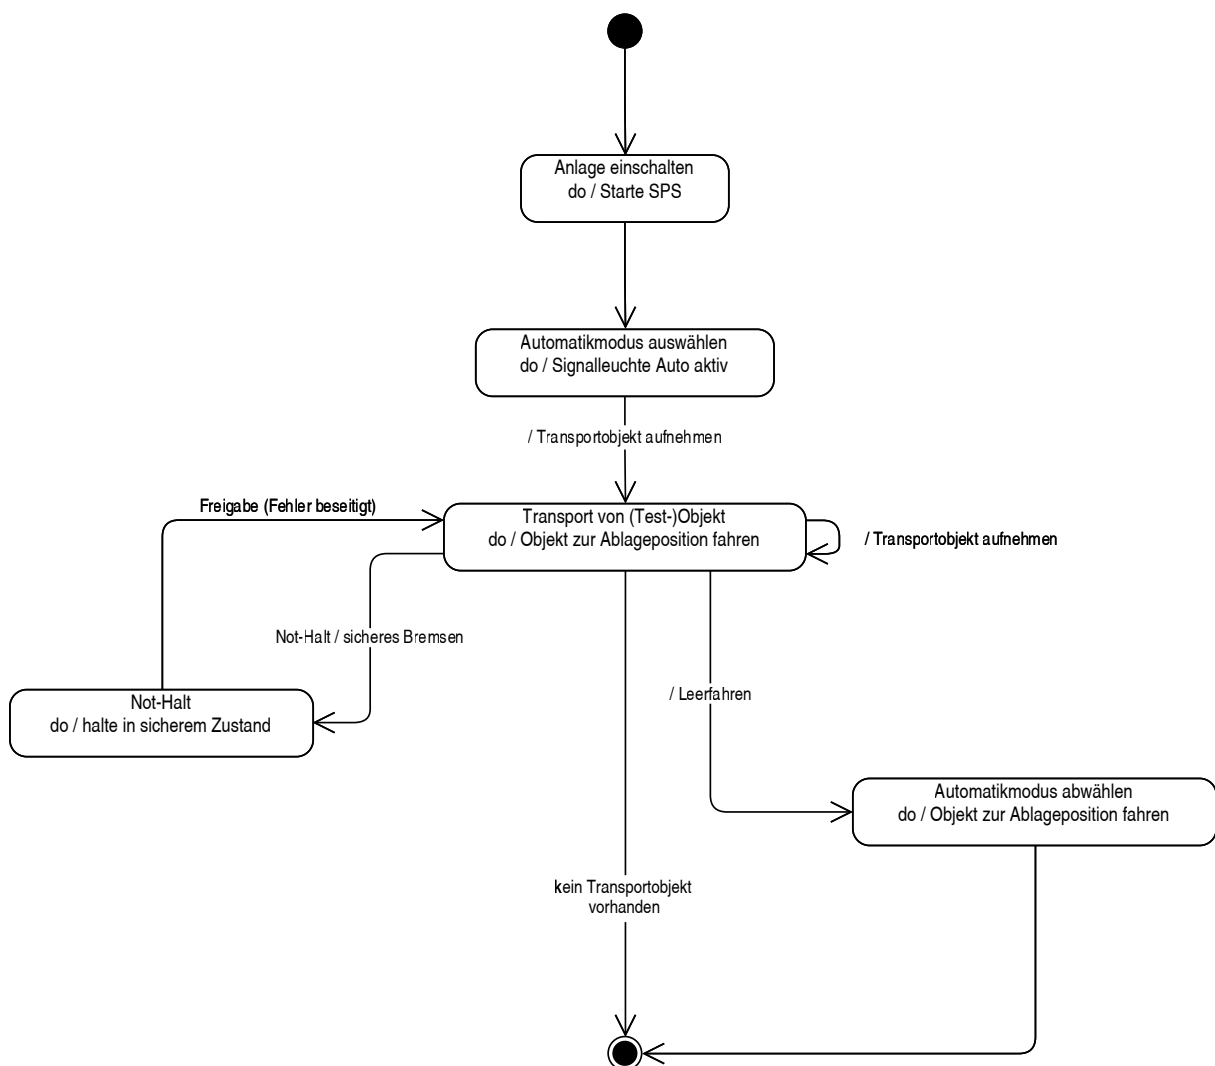 Anlage einschalten
do / Starte SPS
Automatikmodus auswählen
do / Signalleuchte Auto aktiv
/ Transportobjekt aufnehmen
Freigabe (Fehler beseitigt)
Transport von (Test-)Objekt
do / Objekt zur Ablageposition fahren
/ Transportobjekt aufnehmen
Not-Halt / sicheres Bremsen
/ Leerfahren
Not-Halt
do / halte in sicherem Zustand
Automatikmodus abwählen
do / Objekt zur Ablageposition fahren
kein Transportobjekt
vorhanden